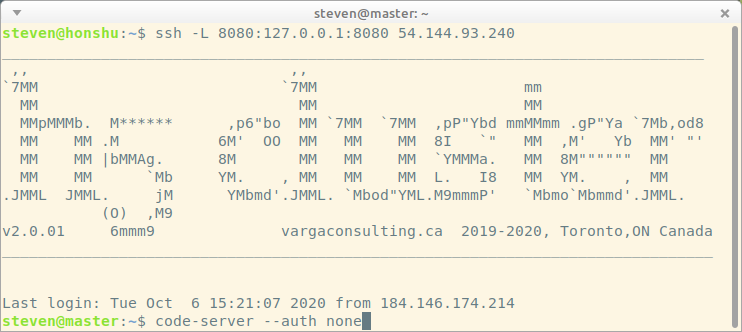 steven@master: ~
steven@honshu:~$ ssh -L 8080:127.0.0.1:8080 54.144.93.240
 ,,                             ,,
`7MM                           `7MM                       mm
  MM                             MM                       MM
  MMpMMMb.  M******      ,p6"bo  MM `7MM  `7MM  ,pP"Ybd mmMMmm .gP"Ya `7Mb,od8
  MM    MM .M           6M'  OO  MM   MM    MM  8I   `"   MM  ,M'   Yb  MM' "'
  MM    MM |bMMAg.      8M       MM   MM    MM  `YMMMa.   MM  8M""""""  MM
  MM    MM      `Mb     YM.    , MM   MM    MM  L.   I8   MM  YM.    ,  MM
.JMML  JMML.     jM      YMbmd'.JMML. `Mbod"YML.M9mmmP'   `Mbmo`Mbmmd'.JMML.
           (O)  ,M9
v2.0.01     6mmm9              vargaconsulting.ca  2019-2020, Toronto,ON Canada
Last login: Tue Oct  6 15:21:07 2020 from 184.146.174.214
steven@master:~$ code-server --auth none